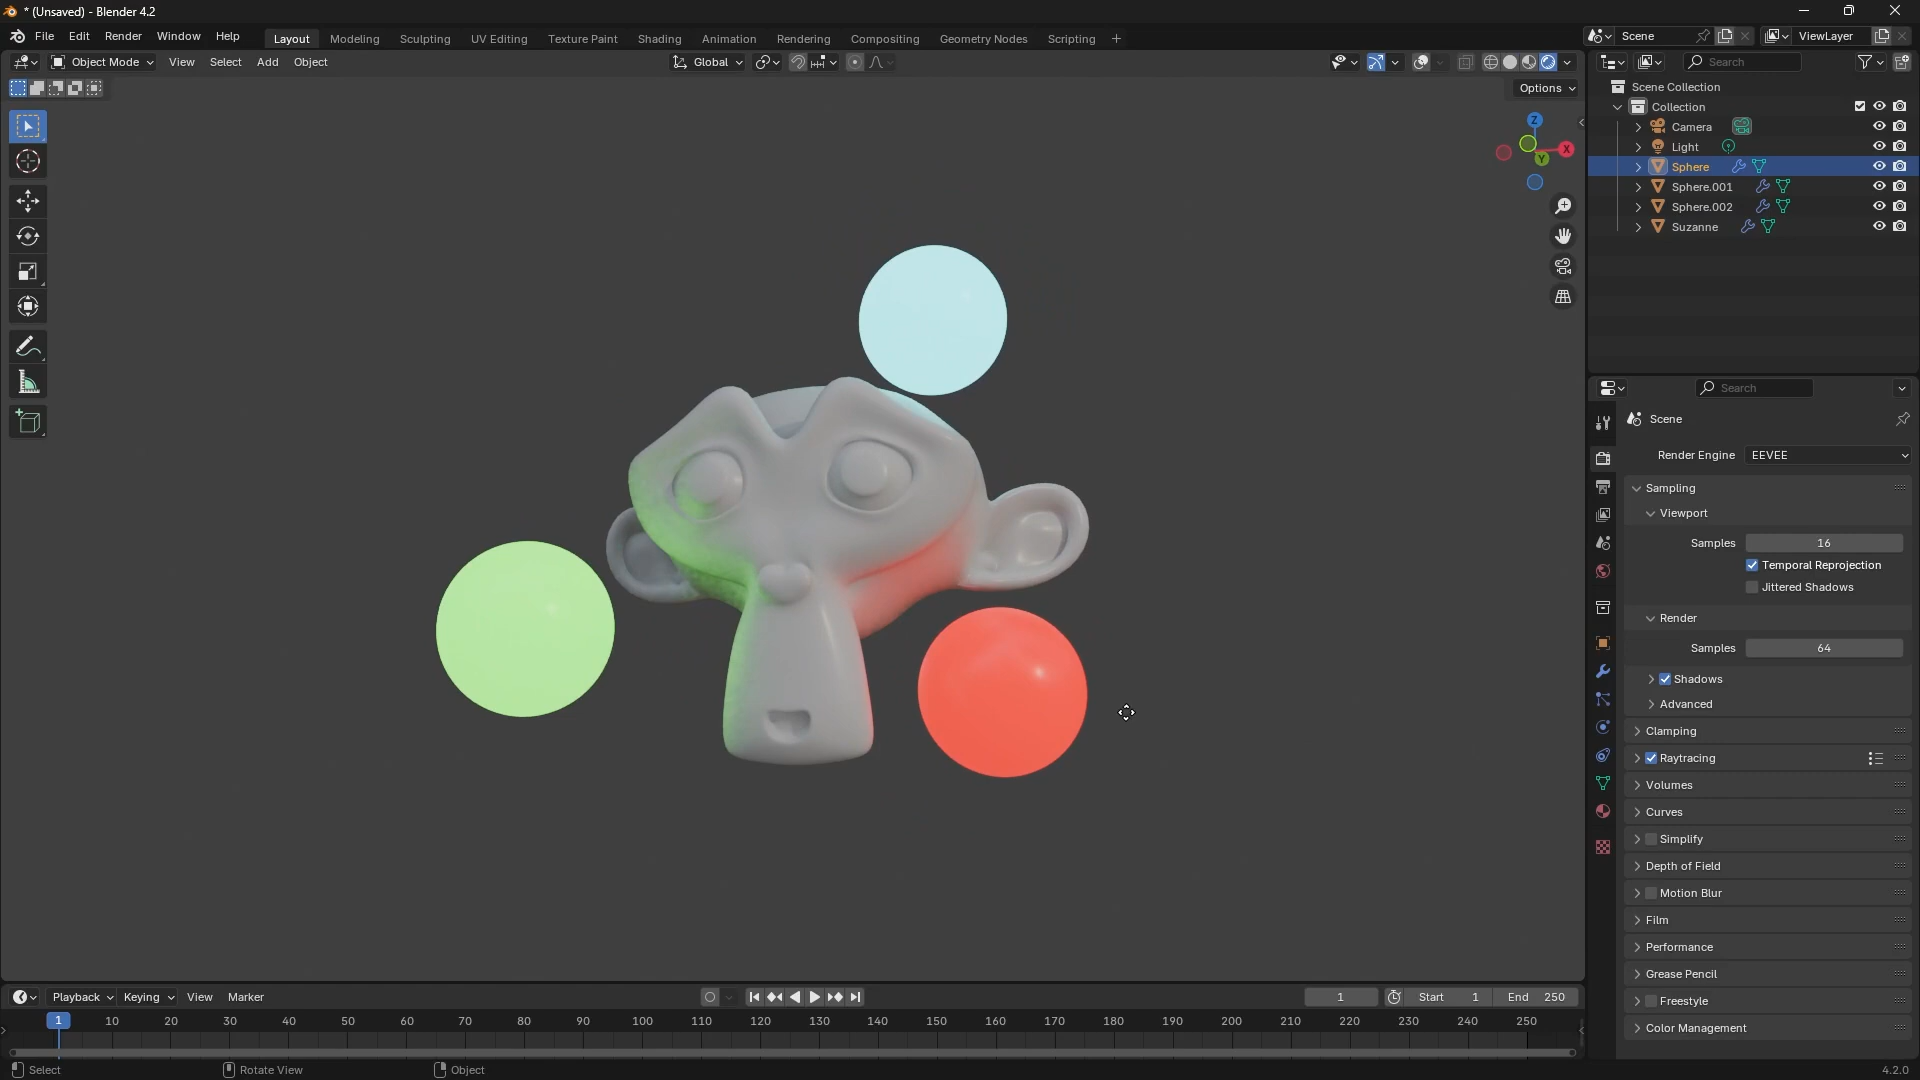 * (Unsaved) - Blender 4.2
File Edit Render Window Help
Layout Modeling Sculpting UV Editing Texture Paint Shading Animation Rendering Compositing Geometry Nodes Scripting +
Scene
ViewLayer
Object Mode View Select Add Object
Global
Search
Options
Scene Collection
Collection
Camera
Light
Sphere
Sphere.001
Sphere.002
Suzanne
Z
X
Y
Search
Scene
Render Engine EEVEE
Sampling
Viewport
Samples 16
Temporal Reprojection
Jittered Shadows
Render
Samples 64
Shadows
Advanced
Clamping
Raytracing
Volumes
Curves
Simplify
Depth of Field
Motion Blur
Film
Performance
Grease Pencil
Freestyle
Color Management
Playback Keying View Marker
1 Start 1 End 250
1 10 20 30 40 50 60 70 80 90 100 110 120 130 140 150 160 170 180 190 200 210 220 230 240 250
Select Rotate View Object
4.2.0